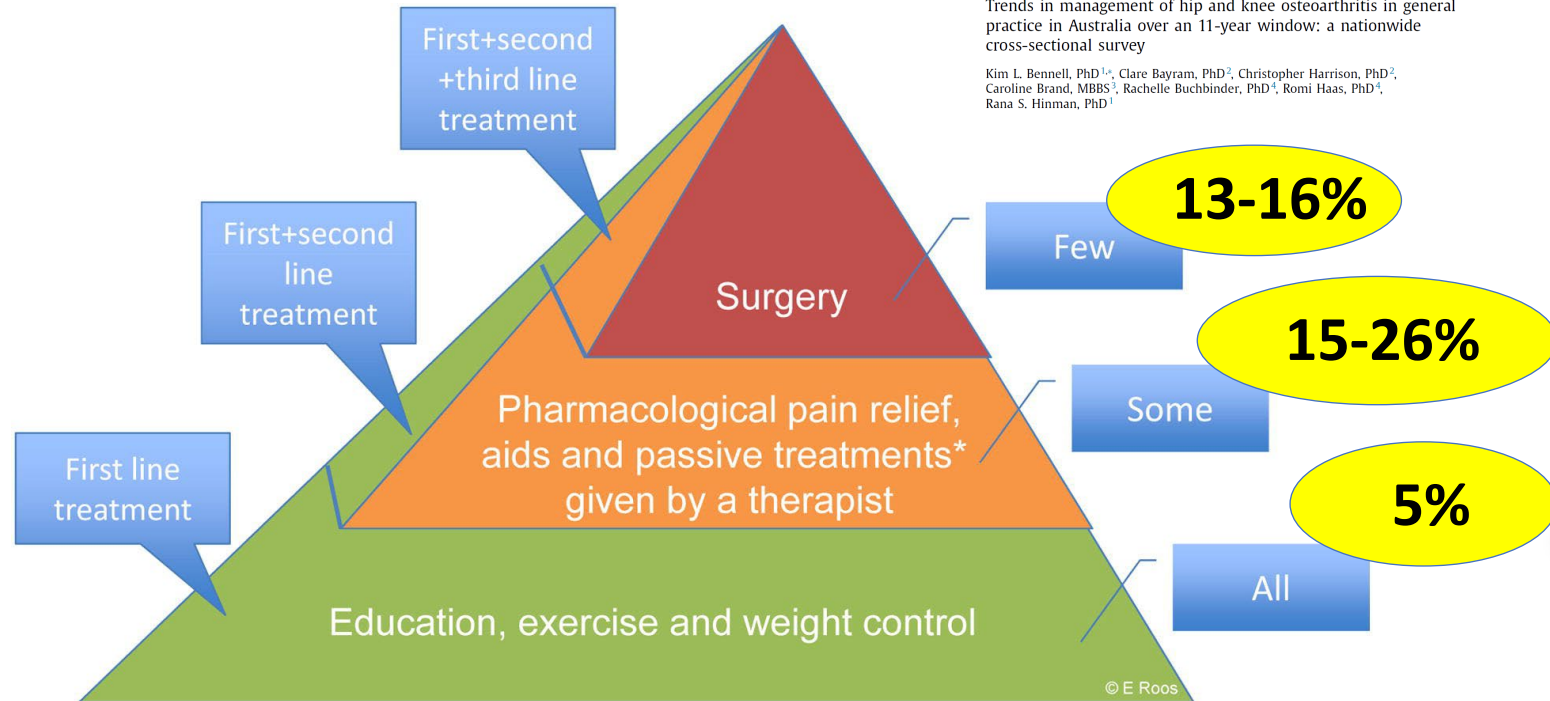 Trends in management of hip and knee osteoarthritis in general
practice in Australia over an 11-year window: a nationwide
cross-sectional survey
Kim L. Bennell, PhD 1,*, Clare Bayram, PhD 2, Christopher Harrison, PhD 2,
Caroline Brand, MBBS 3, Rachelle Buchbinder, PhD 4, Romi Haas, PhD 4,
Rana S. Hinman, PhD 1
First+second
+third line
treatment
13-16%
Few
Surgery
First+second
line
treatment
15-26%
Some
Pharmacological pain relief,
aids and passive treatments*
given by a therapist
First line
treatment
5%
All
Education, exercise and weight control
© E Roos